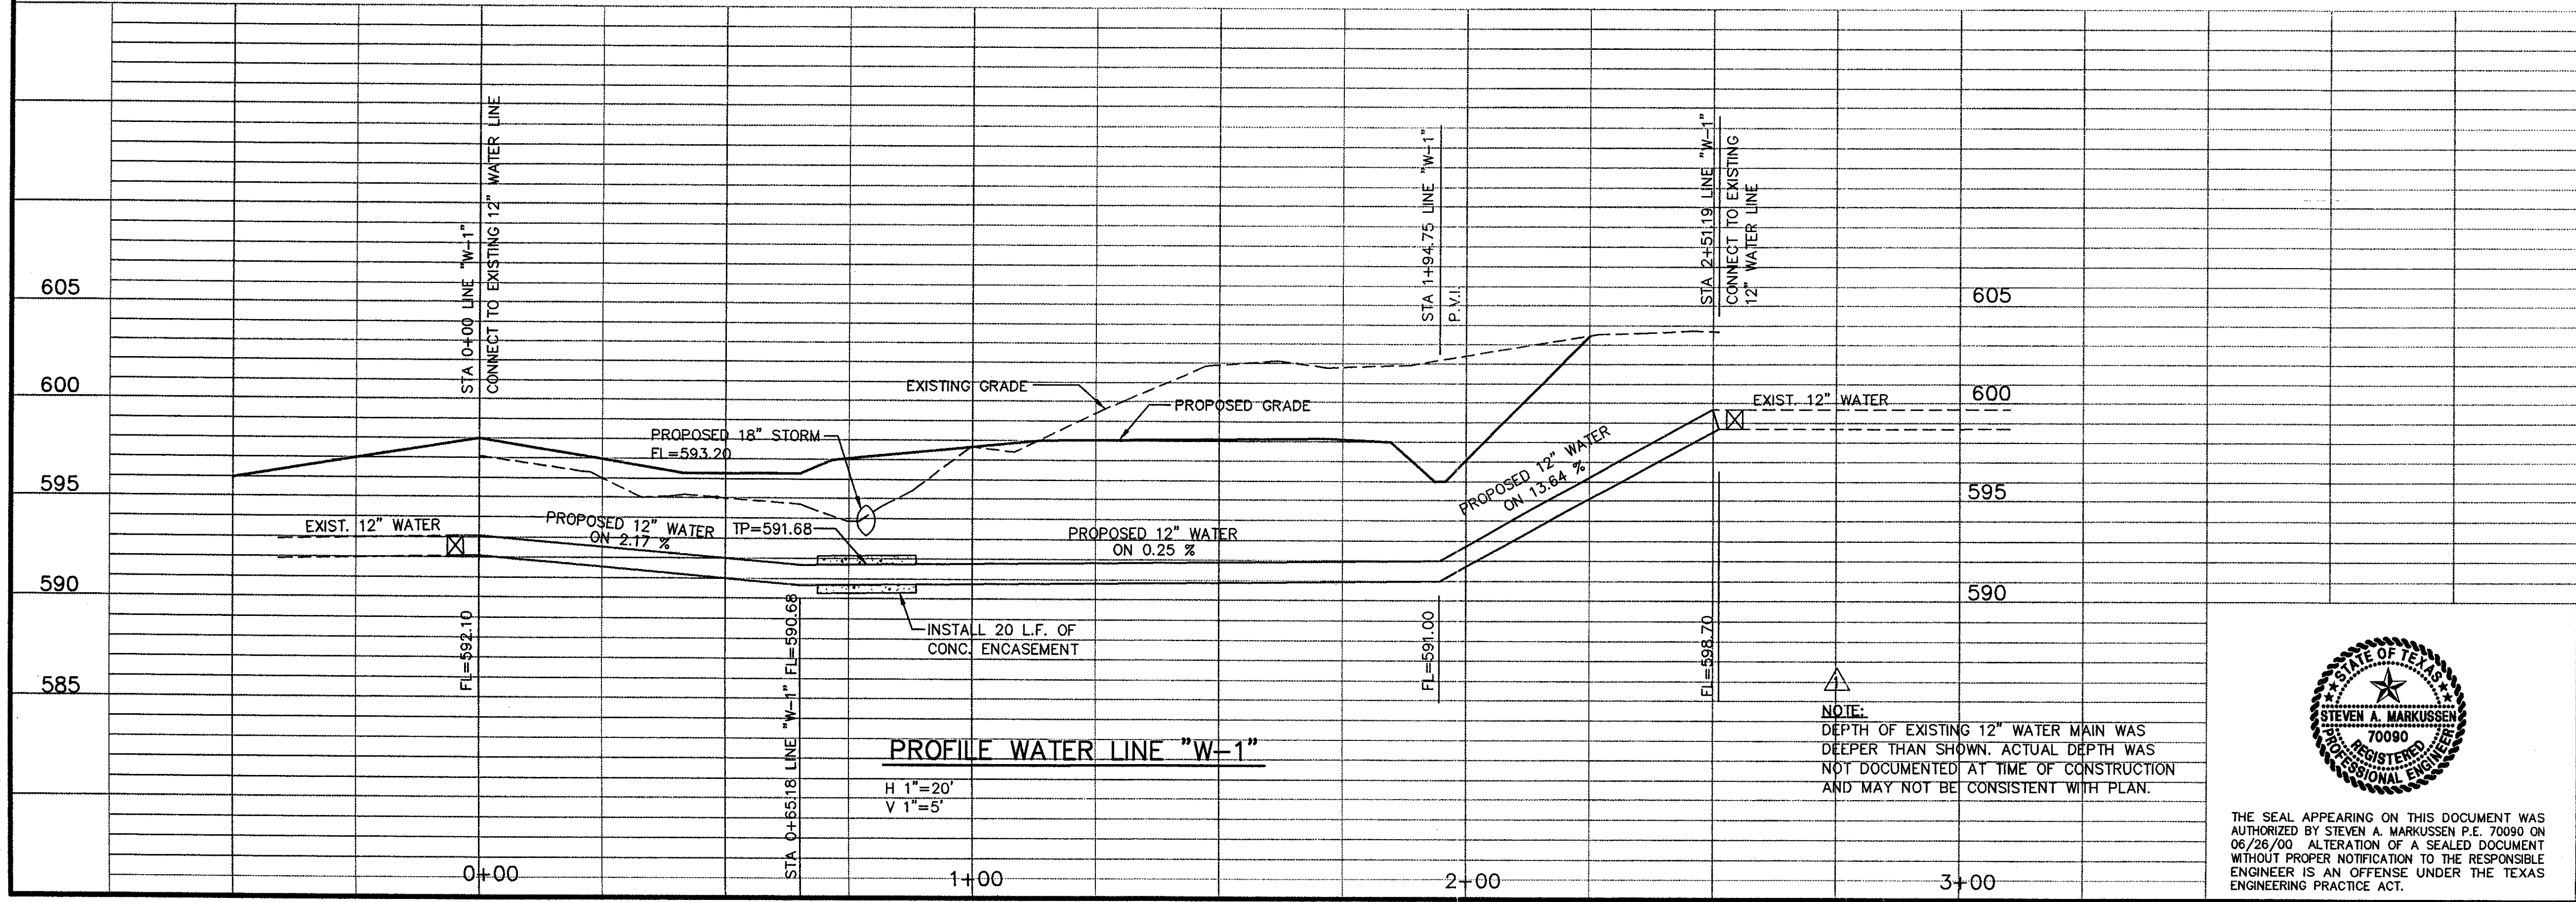 STA 0+00 LINE "W-1"
CONNECT TO EXISTING 12" WATER LINE
STA 1+94.75 LINE "W-1"
P.V.I.
STA 2+51.19 LINE "W-1"
CONNECT TO EXISTING
12" WATER LINE
605
605
600
600
595
595
590
590
585
EXISTING GRADE
PROPOSED GRADE
PROPOSED 18" STORM
FL=593.20
EXIST. 12" WATER
EXIST. 12" WATER
PROPOSED 12" WATER
ON 2.17 %
TP=591.68
PROPOSED 12" WATER
ON 0.25 %
PROPOSED 12" WATER
ON 13.64 %
INSTALL 20 L.F. OF
CONC. ENCASEMENT
FL=592.10
STA 0+65.18 LINE "W-1" FL=590.68
FL=591.00
FL=598.70
PROFILE WATER LINE "W-1"
H 1"=20'
V 1"=5'
1
NOTE:
DEPTH OF EXISTING 12" WATER MAIN WAS
DEEPER THAN SHOWN. ACTUAL DEPTH WAS
NOT DOCUMENTED AT TIME OF CONSTRUCTION
AND MAY NOT BE CONSISTENT WITH PLAN.
0+00
1+00
2+00
3+00
STATE OF TEXAS
STEVEN A. MARKUSSEN
70090
REGISTERED
PROFESSIONAL ENGINEER
THE SEAL APPEARING ON THIS DOCUMENT WAS
AUTHORIZED BY STEVEN A. MARKUSSEN P.E. 70090 ON
06/26/00 ALTERATION OF A SEALED DOCUMENT
WITHOUT PROPER NOTIFICATION TO THE RESPONSIBLE
ENGINEER IS AN OFFENSE UNDER THE TEXAS
ENGINEERING PRACTICE ACT.